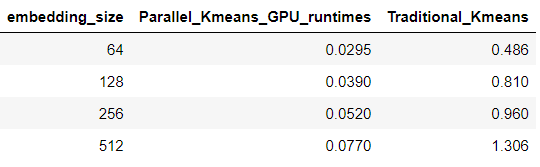 embedding_size Parallel_Kmeans_GPU_runtimes Traditional_Kmeans
64 0.0295 0.486
128 0.0390 0.810
256 0.0520 0.960
512 0.0770 1.306